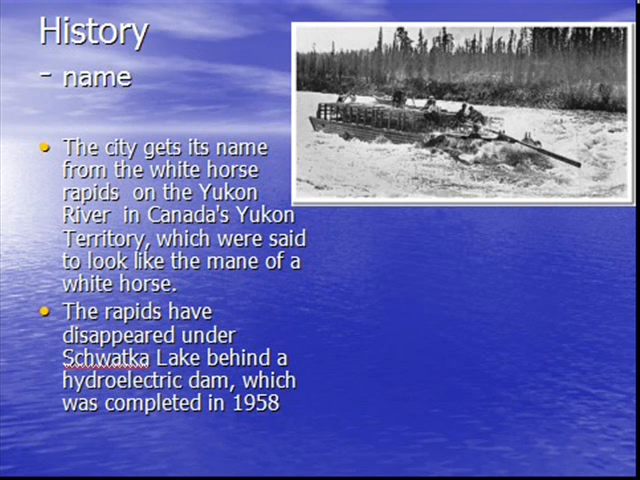 History
- name
• The city gets its name
from the white horse
rapids on the Yukon
River in Canada's Yukon
Territory, which were said
to look like the mane of a
white horse.
• The rapids have
disappeared under
Schwatka Lake behind a
hydroelectric dam, which
was completed in 1958